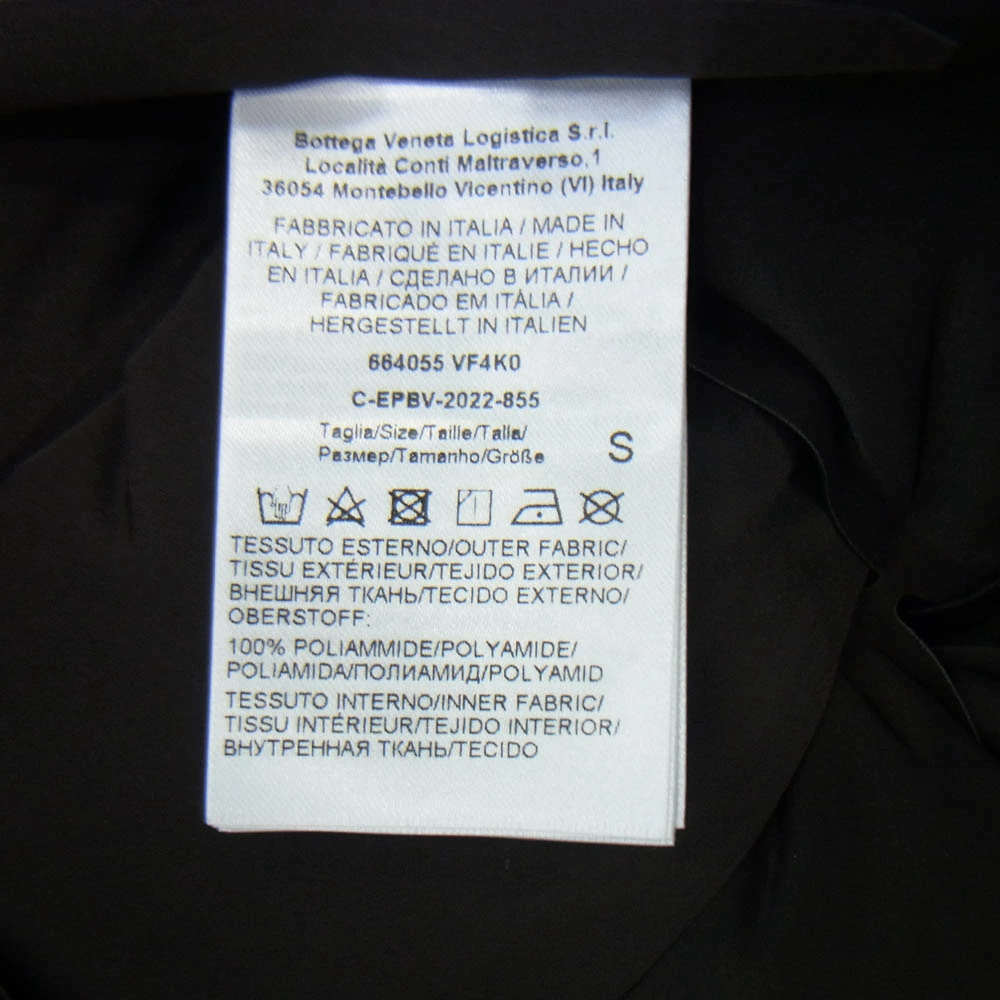 Bottega Veneta Logistica S.r.l.
Località Conti Maltraverso,1
36054 Montebello Vicentino (VI) Italy
FABBRICATO IN ITALIA / MADE IN
ITALY / FABRIQUÉ EN ITALIE / HECHO
EN ITALIA / СДЕЛАНО В ИТАЛИИ /
FABRICADO EM ITÁLIA /
HERGESTELLT IN ITALIEN
664055 VF4K0
C-EPBV-2022-855
Taglia/Size/Taille/Talla/
Размер/Tamanho/Größe S
TESSUTO ESTERNO/OUTER FABRIC/
TISSU EXTÉRIEUR/TEJIDO EXTERIOR/
ВНЕШНЯЯ ТКАНЬ/TECIDO EXTERNO/
OBERSTOFF:
100% POLIAMMIDE/POLYAMIDE/
POLIAMIDA/ПОЛИАМИД/POLYAMID
TESSUTO INTERNO/INNER FABRIC/
TISSU INTÉRIEUR/TEJIDO INTERIOR/
ВНУТРЕННАЯ ТКАНЬ/TECIDO